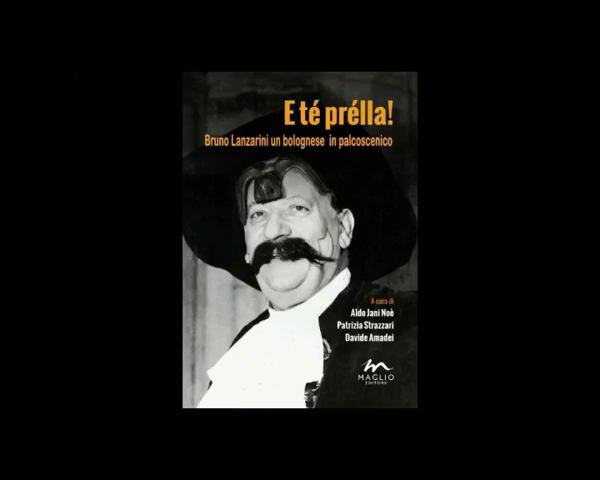 E té prélla!
Bruno Lanzarini un bolognese in palcoscenico
A cura di
Aldo Jani Noè
Patrizia Strazzari
Davide Amadei
MAGLIO
EDITORE